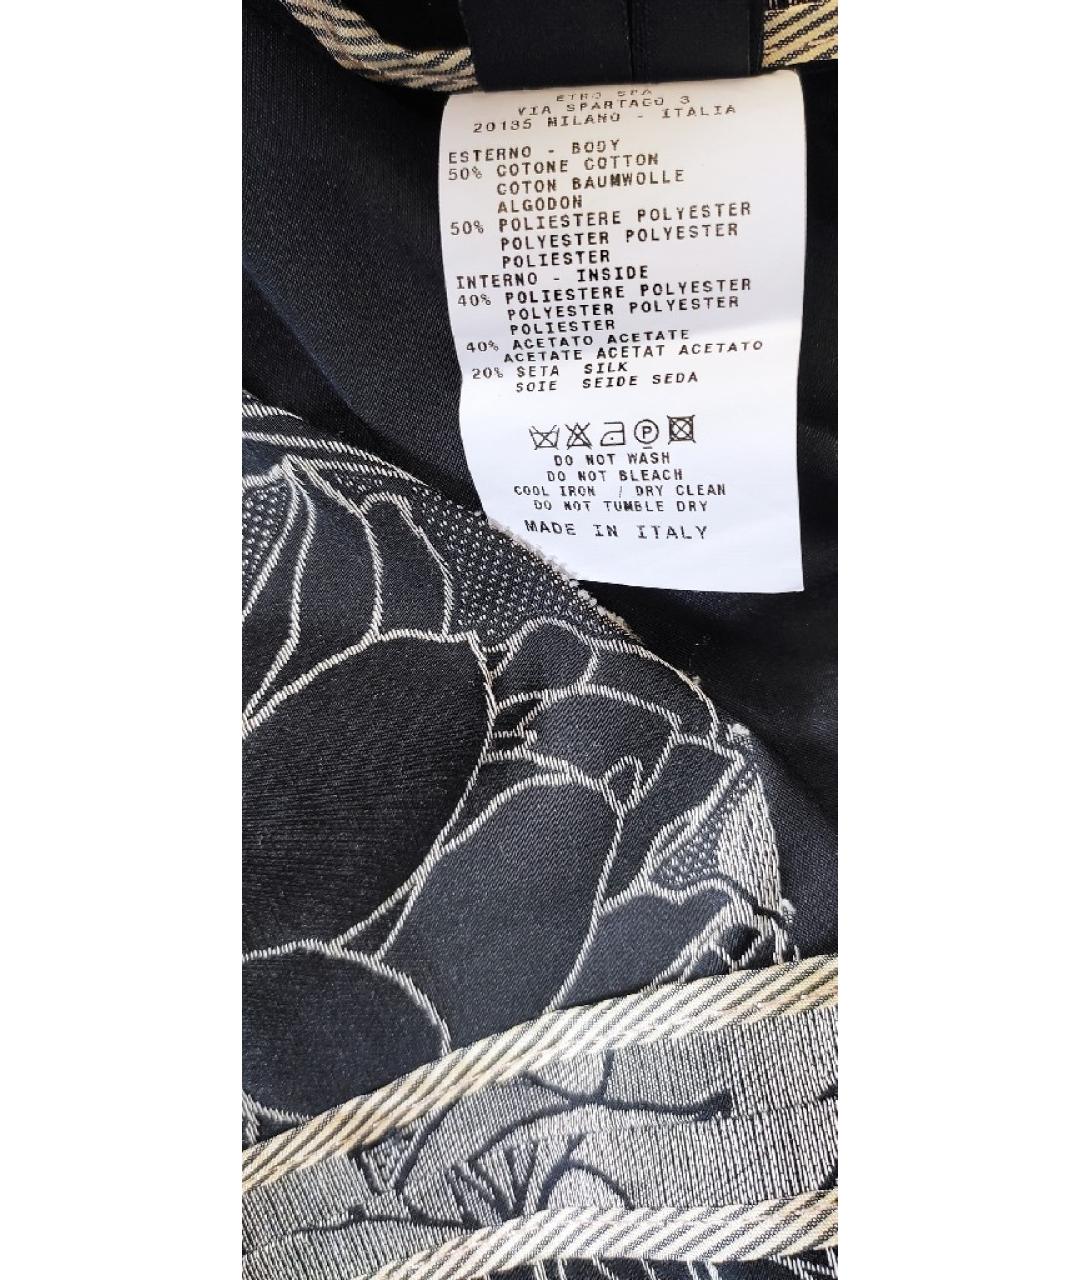 ETRO SPA
VIA SPARTACO 3
20135 MILANO - ITALIA
ESTERNO - BODY
50% COTONE COTTON
COTON BAUMWOLLE
ALGODON
50% POLIESTERE POLYESTER
POLYESTER POLYESTER
POLIESTER
INTERNO - INSIDE
40% POLIESTERE POLYESTER
POLYESTER POLYESTER
POLIESTER
40% ACETATO ACETATE
ACETATE ACETAT ACETATO
20% SETA SILK
SOIE SEIDE SEDA
P
DO NOT WASH
DO NOT BLEACH
COOL IRON / DRY CLEAN
DO NOT TUMBLE DRY
MADE IN ITALY